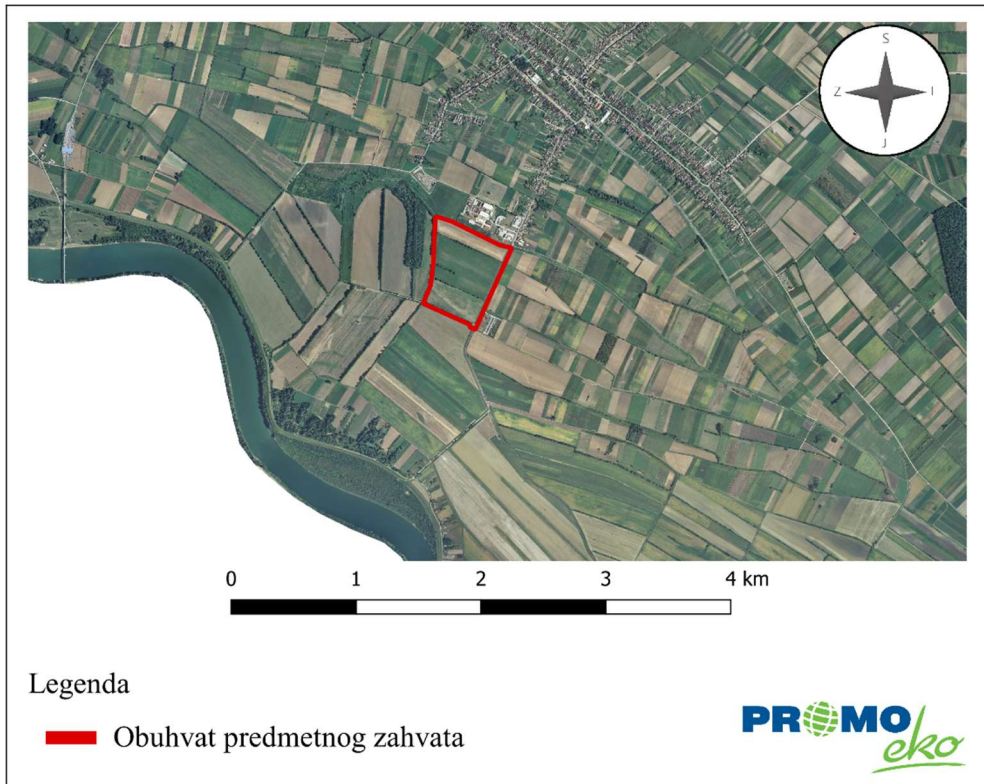 S
Z I
J
0 1 2 3 4 km
Legenda
Obuhvat predmetnog zahvata
PROMO
eko